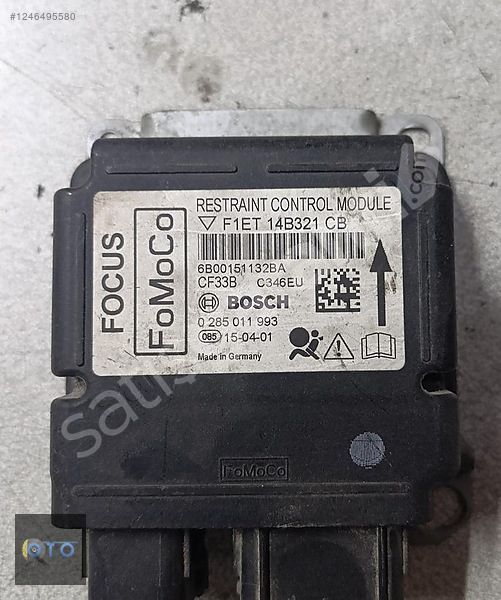 #1246495580
RESTRAINT CONTROL MODULE
F1ET 14B321 CB
FOCUS
FoMoCo
6B00151132BA
CF33B C346EU
BOSCH
0 285 011 993
085 15-04-01
Made in Germany
FoMoCo
OTO
.com